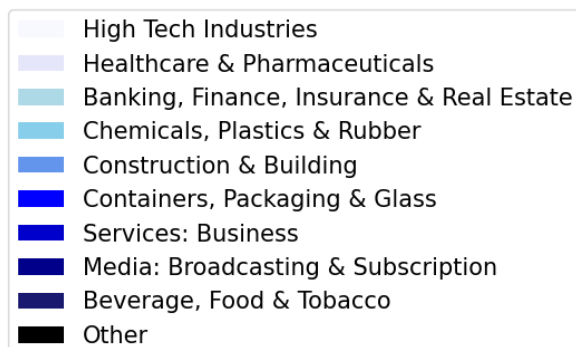 High Tech Industries
Healthcare & Pharmaceuticals
Banking, Finance, Insurance & Real Estate
Chemicals, Plastics & Rubber
Construction & Building
Containers, Packaging & Glass
Services: Business
Media: Broadcasting & Subscription
Beverage, Food & Tobacco
Other